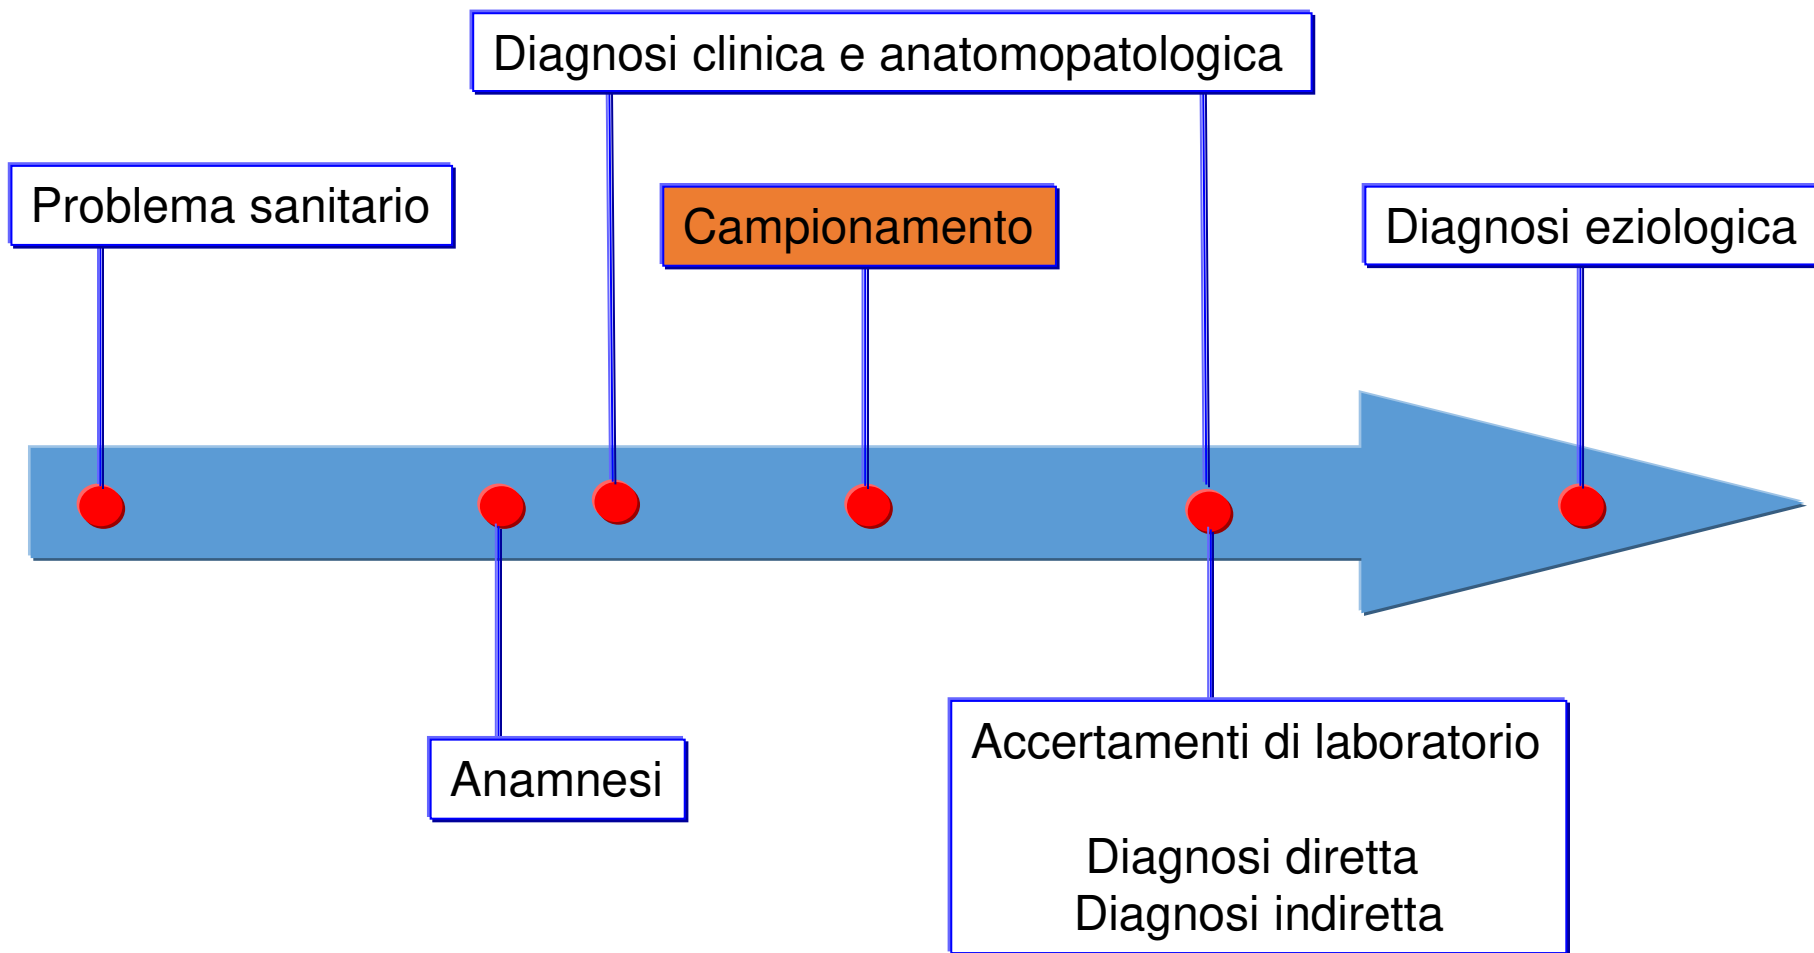 Diagnosi clinica e anatomopatologica
Problema sanitario
Campionamento
Diagnosi eziologica
Anamnesi
Accertamenti di laboratorio
Diagnosi diretta
Diagnosi indiretta